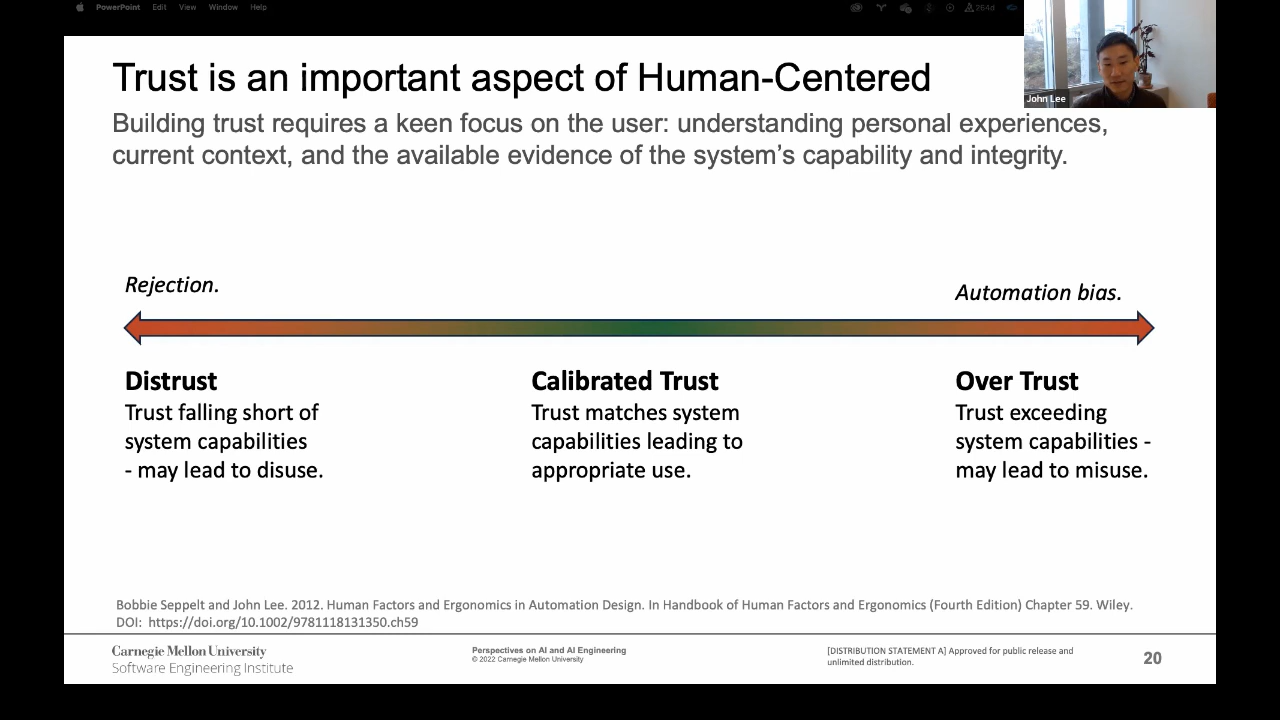 PowerPoint Edit View Window Help
264d
Trust is an important aspect of Human-Centered
John Lee
Building trust requires a keen focus on the user: understanding personal experiences,
current context, and the available evidence of the system’s capability and integrity.
Rejection.
Automation bias.
Distrust
Trust falling short of
system capabilities
- may lead to disuse.
Calibrated Trust
Trust matches system
capabilities leading to
appropriate use.
Over Trust
Trust exceeding
system capabilities -
may lead to misuse.
Bobbie Seppelt and John Lee. 2012. Human Factors and Ergonomics in Automation Design. In Handbook of Human Factors and Ergonomics (Fourth Edition) Chapter 59. Wiley.
DOI: https://doi.org/10.1002/9781118131350.ch59
Carnegie Mellon University
Software Engineering Institute
Perspectives on AI and AI Engineering
© 2022 Carnegie Mellon University
[DISTRIBUTION STATEMENT A] Approved for public release and
unlimited distribution.
20